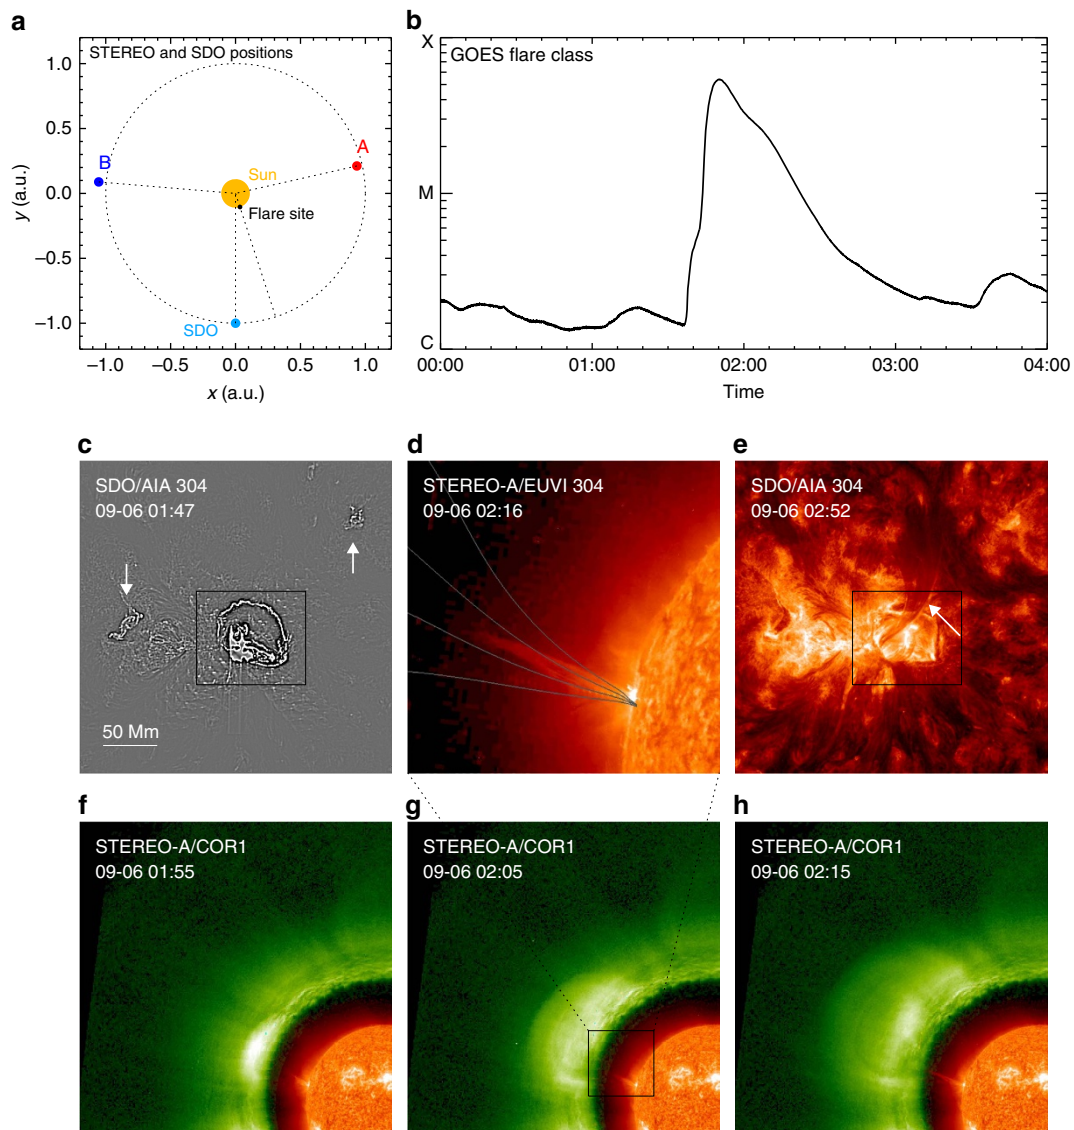 a
STEREO and SDO positions
1.0
0.5
0.0
−0.5
−1.0
y (a.u.)
B
A
Sun
Flare site
SDO
−1.0 −0.5 0.0 0.5 1.0
x (a.u.)
b
GOES flare class
X
M
C
00:00 01:00 02:00 03:00 04:00
Time
c
SDO/AIA 304
09-06 01:47
50 Mm
d
STEREO-A/EUVI 304
09-06 02:16
e
SDO/AIA 304
09-06 02:52
f
STEREO-A/COR1
09-06 01:55
g
STEREO-A/COR1
09-06 02:05
h
STEREO-A/COR1
09-06 02:15